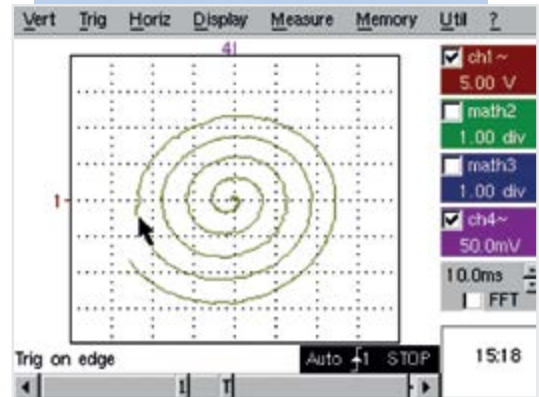 Vert Trig Horiz Display Measure Memory Util ?
4
ch1~
5.00 V
math2
1.00 div
math3
1.00 div
1
ch4~
50.0mV
10.0ms
FFT
Trig on edge
Auto 1 STOP
15:18
1 T